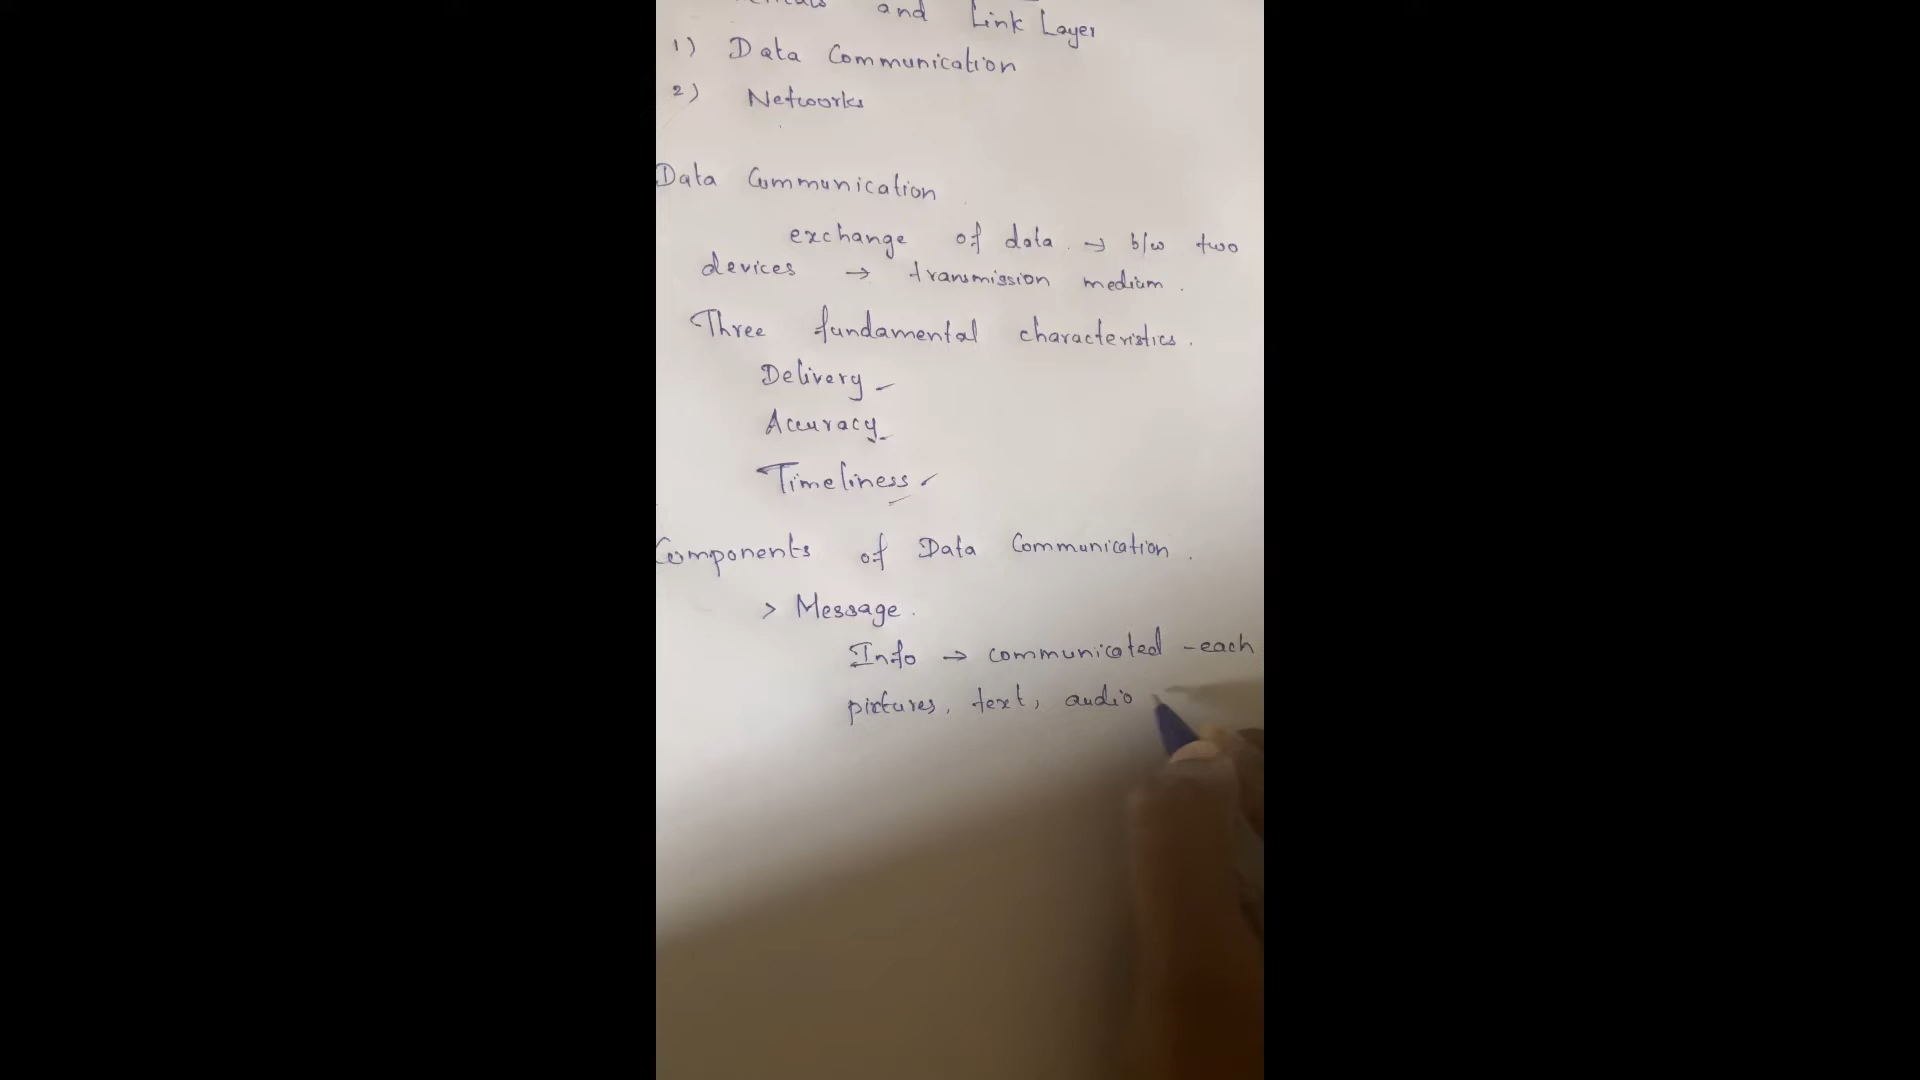 and Link Layer
1) Data Communication
2) Networks
Data Communication
exchange of data → b/w two
devices → transmission medium.
Three fundamental characteristics.
Delivery
Accuracy
Timeliness
Components of Data Communication.
> Message.
Info → communicated - each
pictures, text, audio